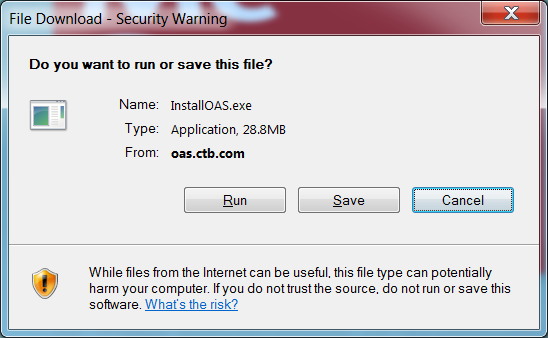 File Download - Security Warning
Do you want to run or save this file?
Name: InstallOAS.exe
Type: Application, 28.8MB
From: oas.ctb.com
Run Save Cancel
While files from the Internet can be useful, this file type can potentially
harm your computer. If you do not trust the source, do not run or save this
software. What's the risk?